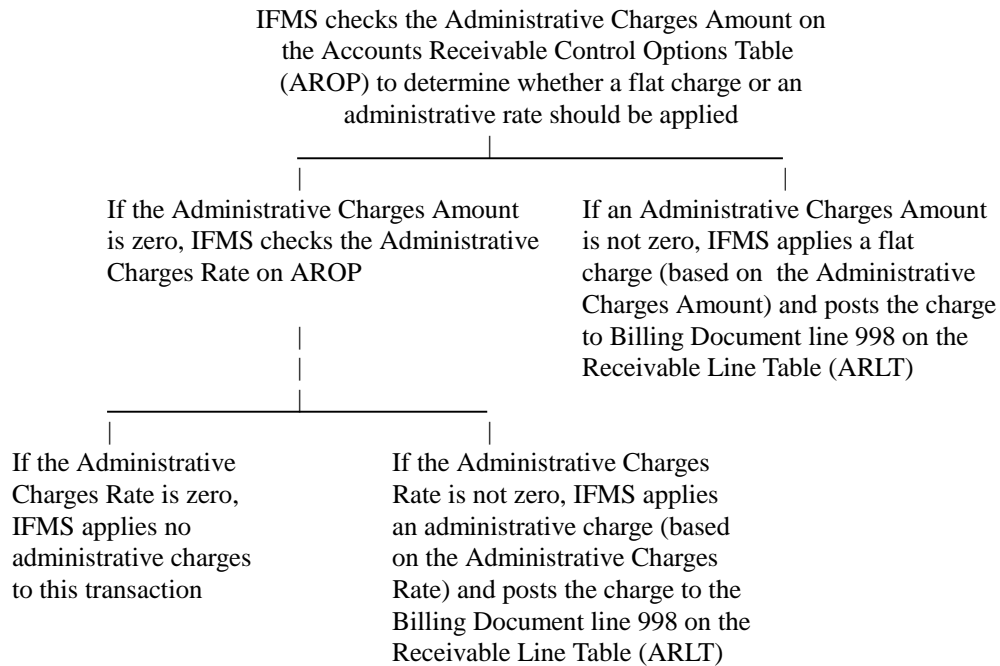 IFMS checks the Administrative Charges Amount on
the Accounts Receivable Control Options Table
(AROP) to determine whether a flat charge or an
administrative rate should be applied
If the Administrative Charges Amount
is zero, IFMS checks the Administrative
Charges Rate on AROP
If an Administrative Charges Amount
is not zero, IFMS applies a flat
charge (based on the Administrative
Charges Amount) and posts the charge
to Billing Document line 998 on the
Receivable Line Table (ARLT)
If the Administrative
Charges Rate is zero,
IFMS applies no
administrative charges
to this transaction
If the Administrative Charges
Rate is not zero, IFMS applies
an administrative charge (based
on the Administrative Charges
Rate) and posts the charge to the
Billing Document line 998 on the
Receivable Line Table (ARLT)